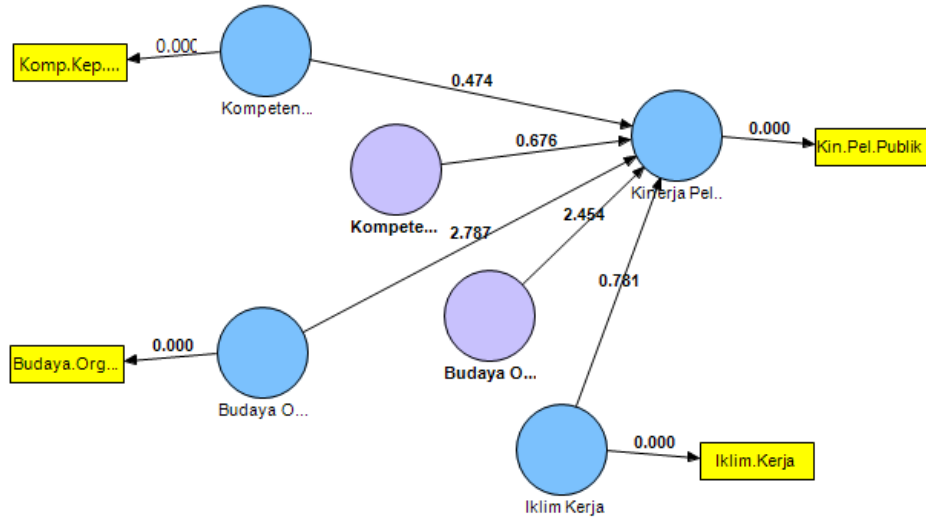 0.000
Komp.Kep....
Kompeten...
0.474
0.676
Kompete...
Kinerja Pel..
0.000
Kin.Pel.Publik
2.787
2.454
0.781
0.000
Budaya.Org...
Budaya O...
Budaya O...
0.000
Iklim.Kerja
Iklim Kerja